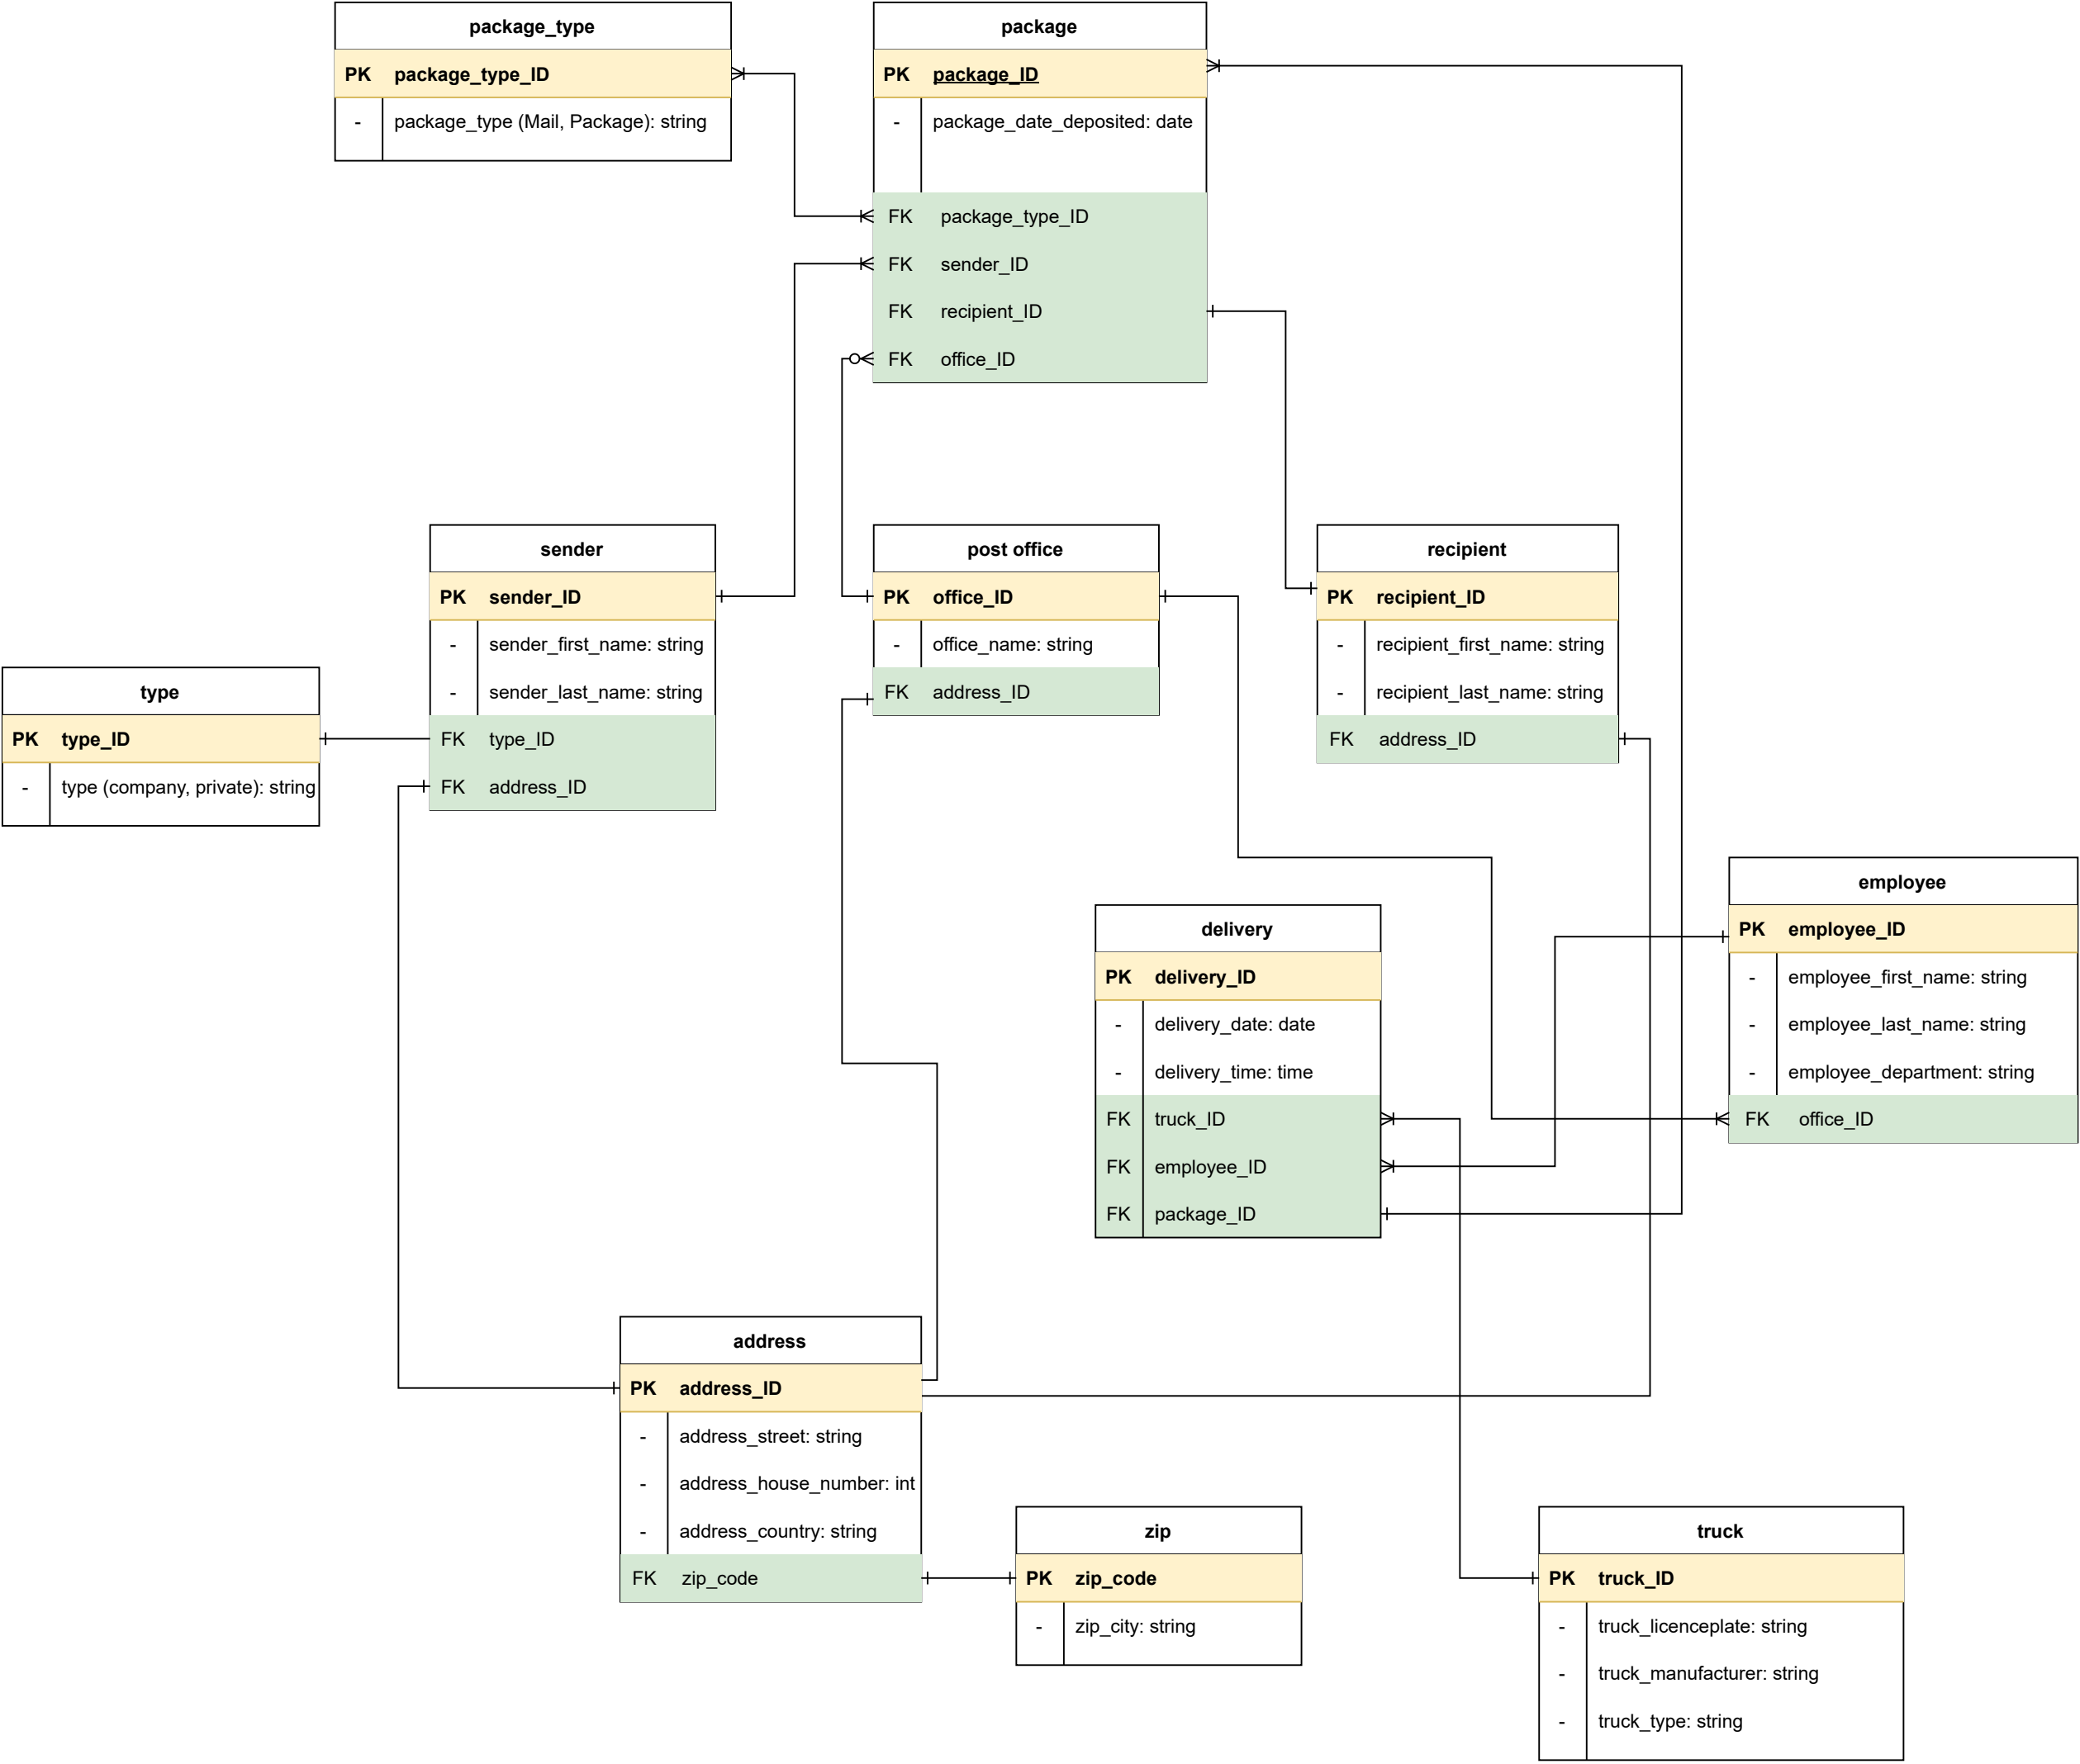 package_type
PK package_type_ID
- package_type (Mail, Package): string
package
PK package_ID
- package_date_deposited: date
FK package_type_ID
FK sender_ID
FK recipient_ID
FK office_ID
sender
PK sender_ID
- sender_first_name: string
- sender_last_name: string
FK type_ID
FK address_ID
post office
PK office_ID
- office_name: string
FK address_ID
recipient
PK recipient_ID
- recipient_first_name: string
- recipient_last_name: string
FK address_ID
type
PK type_ID
- type (company, private): string
employee
PK employee_ID
- employee_first_name: string
- employee_last_name: string
- employee_department: string
FK office_ID
delivery
PK delivery_ID
- delivery_date: date
- delivery_time: time
FK truck_ID
FK employee_ID
FK package_ID
address
PK address_ID
- address_street: string
- address_house_number: int
- address_country: string
FK zip_code
zip
PK zip_code
- zip_city: string
truck
PK truck_ID
- truck_licenceplate: string
- truck_manufacturer: string
- truck_type: string